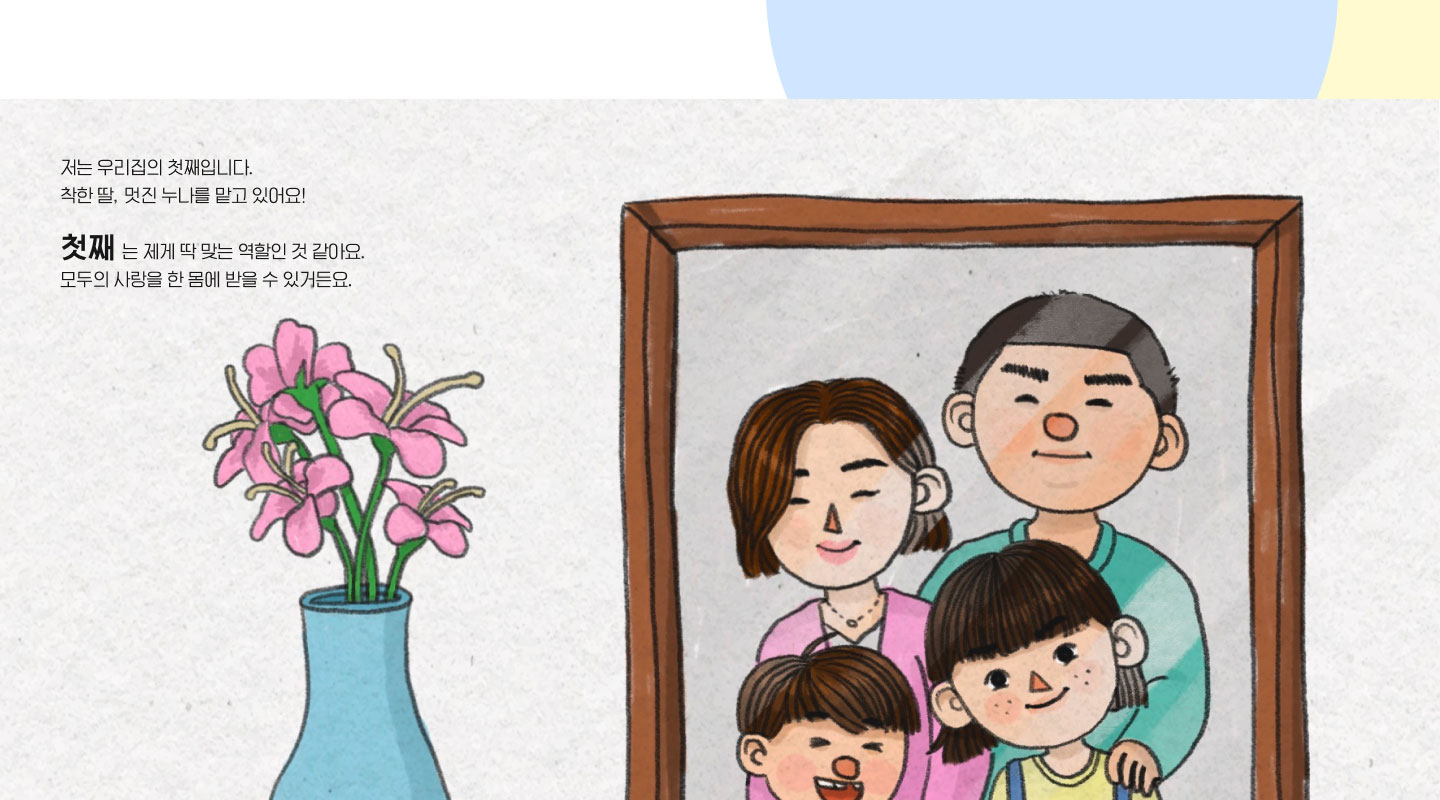 저는 우리집의 첫째입니다.
착한 딸, 멋진 누나를 맡고 있어요!
첫째 는 제게 딱 맞는 역할인 것 같아요.
모두의 사랑을 한 몸에 받을 수 있거든요.